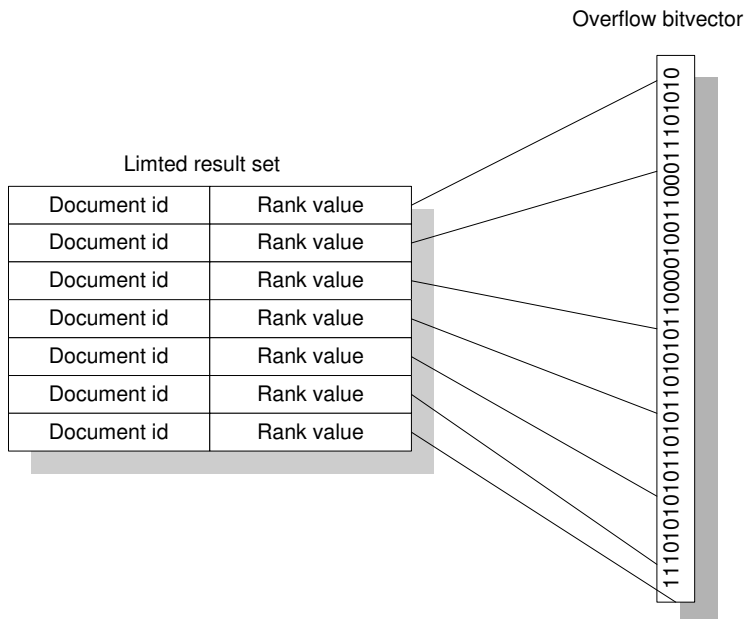 Overflow bitvector
Limted result set
Document id Rank value
Document id Rank value
Document id Rank value
Document id Rank value
Document id Rank value
Document id Rank value
Document id Rank value
1110101010110101011010101100001001100011101010